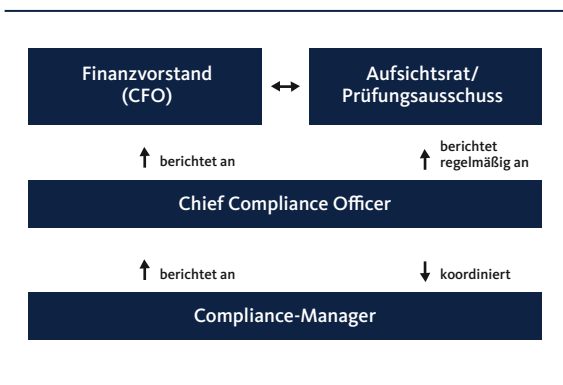 Finanzvorstand
(CFO)
Aufsichtsrat/
Prüfungsausschuss
berichtet an
berichtet
regelmäßig an
Chief Compliance Officer
berichtet an
koordiniert
Compliance-Manager